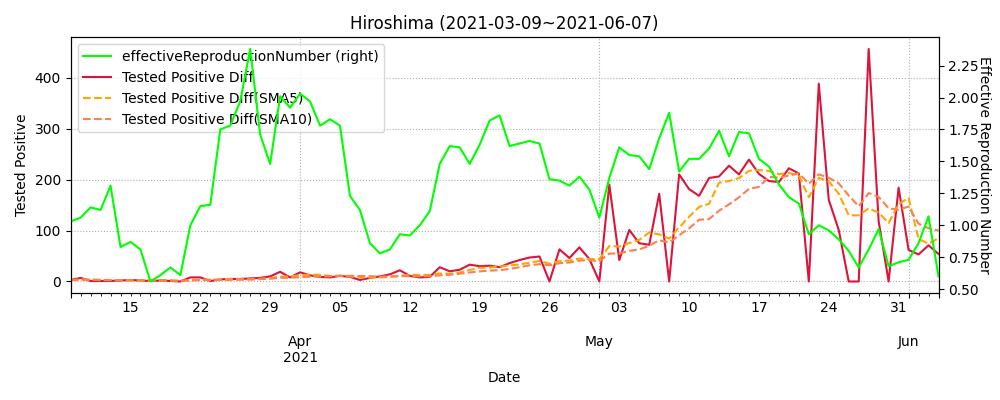 Hiroshima (2021-03-09~2021-06-07)
effectiveReproductionNumber (right)
Tested Positive Diff
Tested Positive Diff(SMA5)
Tested Positive Diff(SMA10)
Tested Positive
400
300
200
100
0
2.25
2.00
1.75
1.50
1.25
1.00
0.75
0.50
Effective Reproduction Number
15 22 29 05 12 19 26 03 10 17 24 31
Apr May Jun
2021
Date